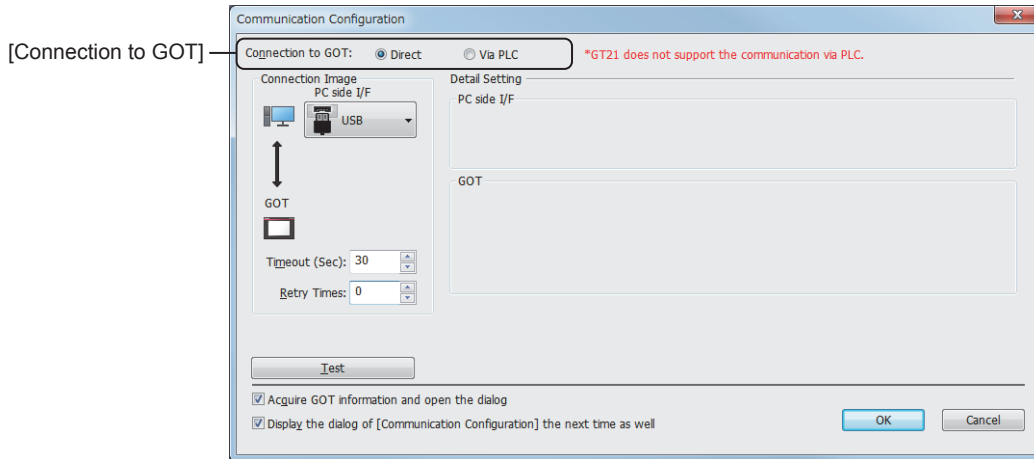 Communication Configuration
[Connection to GOT]
Connection to GOT: Direct Via PLC *GT21 does not support the communication via PLC.
Connection Image Detail Setting
PC side I/F PC side I/F
USB
GOT
GOT
Timeout (Sec): 30
Retry Times: 0
Test
Acquire GOT information and open the dialog
Display the dialog of [Communication Configuration] the next time as well
OK Cancel